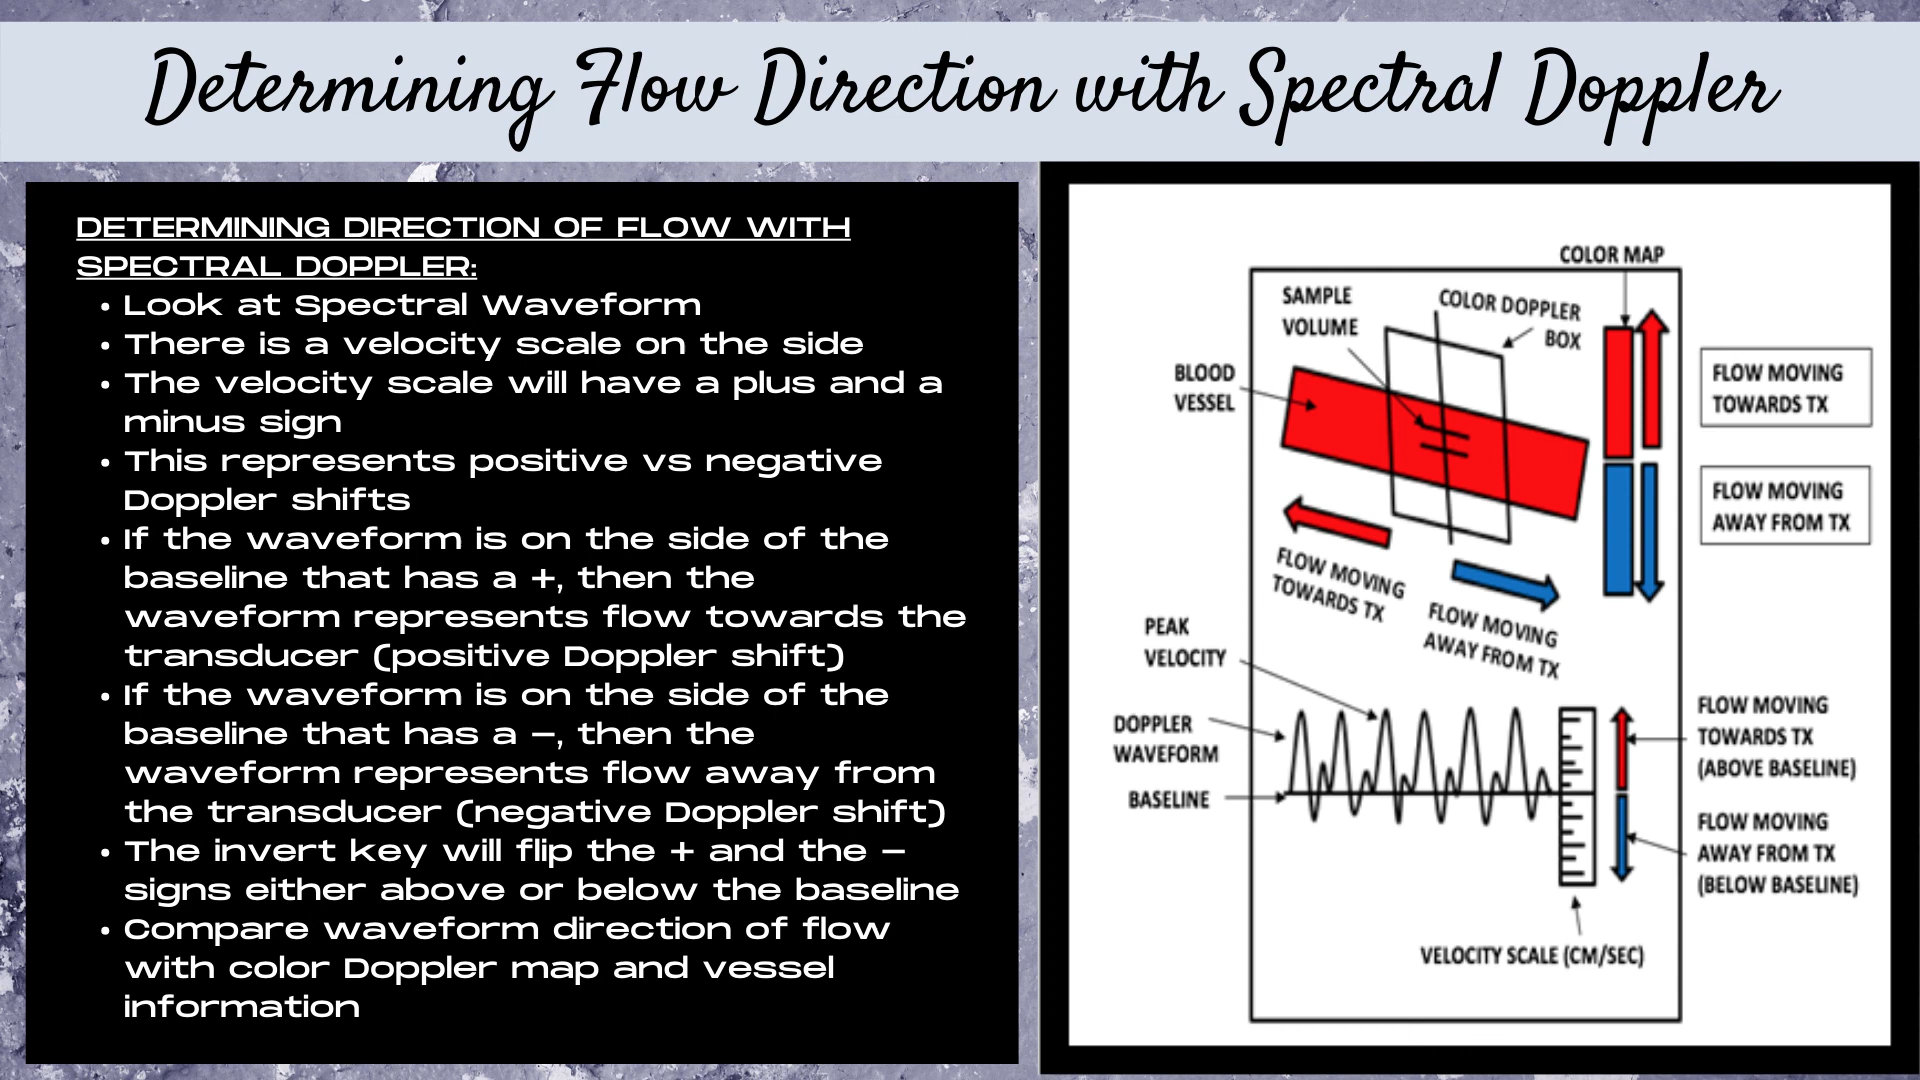 Determining Flow Direction with Spectral Doppler
DETERMINING DIRECTION OF FLOW WITH
SPECTRAL DOPPLER:
• Look at Spectral Waveform
• There is a velocity scale on the side
• The velocity scale will have a plus and a
minus sign
• This represents positive vs negative
Doppler shifts
• If the waveform is on the side of the
baseline that has a +, then the
waveform represents flow towards the
transducer (positive Doppler shift)
• If the waveform is on the side of the
baseline that has a –, then the
waveform represents flow away from
the transducer (negative Doppler shift)
• The invert key will flip the + and the –
signs either above or below the baseline
• Compare waveform direction of flow
with color Doppler map and vessel
information
COLOR MAP
SAMPLE
VOLUME
COLOR DOPPLER
BOX
BLOOD
VESSEL
FLOW MOVING
TOWARDS TX
FLOW MOVING
AWAY FROM TX
FLOW MOVING
TOWARDS TX
FLOW MOVING
AWAY FROM TX
PEAK
VELOCITY
DOPPLER
WAVEFORM
BASELINE
FLOW MOVING
TOWARDS TX
(ABOVE BASELINE)
FLOW MOVING
AWAY FROM TX
(BELOW BASELINE)
VELOCITY SCALE (CM/SEC)